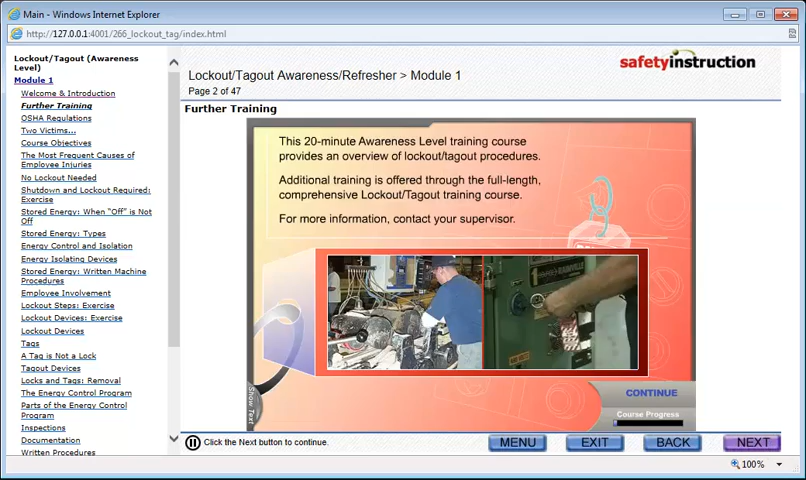 Main - Windows Internet Explorer
http://127.0.0.1:4001/266_lockout_tag/index.html
Lockout/Tagout (Awareness
Level)
Module 1
Welcome & Introduction
Further Training
OSHA Regulations
Two Victims...
Course Objectives
The Most Frequent Causes of
Employee Injuries
No Lockout Needed
Shutdown and Lockout Required:
Exercise
Stored Energy: When "Off" is Not
Off
Stored Energy: Types
Energy Control and Isolation
Energy Isolating Devices
Stored Energy: Written Machine
Procedures
Employee Involvement
Lockout Steps: Exercise
Lockout Devices: Exercise
Lockout Devices
Tags
A Tag is Not a Lock
Tagout Devices
Locks and Tags: Removal
The Energy Control Program
Parts of the Energy Control
Program
Inspections
Documentation
Written Procedures
Lockout/Tagout Awareness/Refresher > Module 1
Page 2 of 47
safetyinstruction
Further Training
This 20-minute Awareness Level training course
provides an overview of lockout/tagout procedures.
Additional training is offered through the full-length,
comprehensive Lockout/Tagout training course.
For more information, contact your supervisor.
RAINVILLE
Show Text
CONTINUE
Course Progress
Click the Next button to continue.
MENU
EXIT
BACK
NEXT
100%